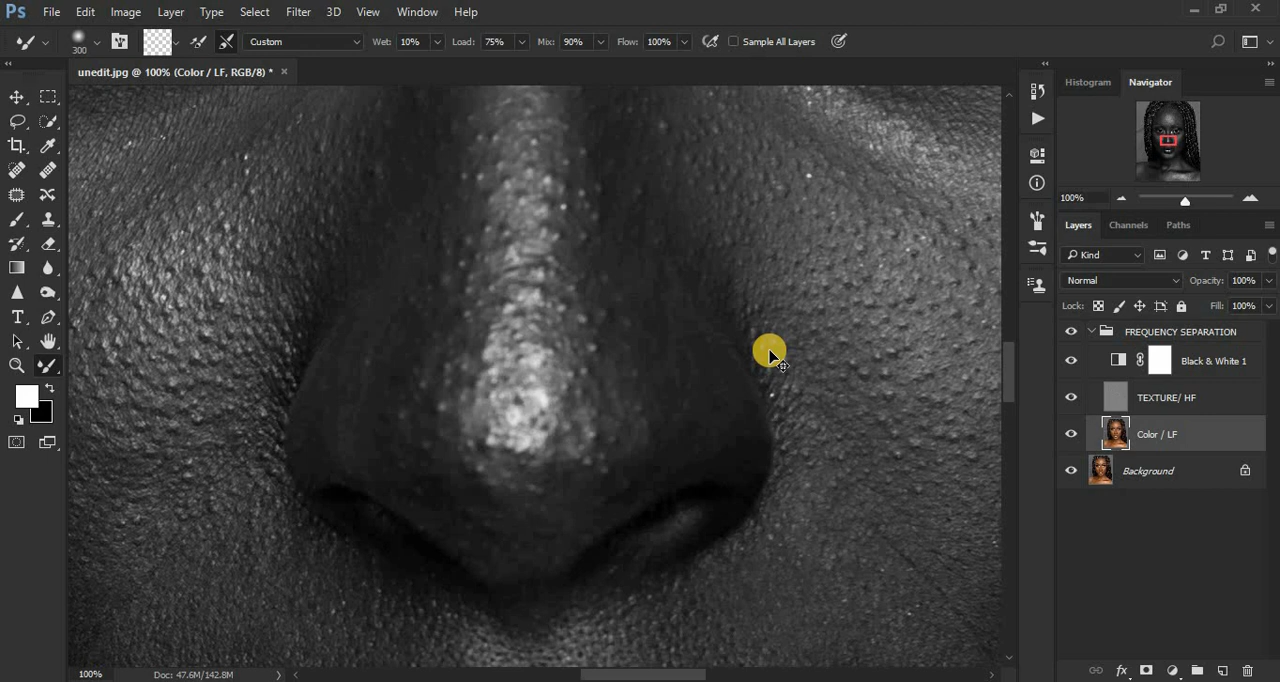 Ps File Edit Image Layer Type Select Filter 3D View Window Help
300 Custom Wet: 10% Load: 75% Mix: 90% Flow: 100% Sample All Layers
unedit.jpg @ 100% (Color / LF, RGB/8) *
Histogram Navigator
100%
Layers Channels Paths
Kind
Normal Opacity: 100%
Lock: Fill: 100%
FREQUENCY SEPARATION
Black & White 1
TEXTURE/ HF
Color / LF
Background
100% Doc: 47.6M/142.8M
fx